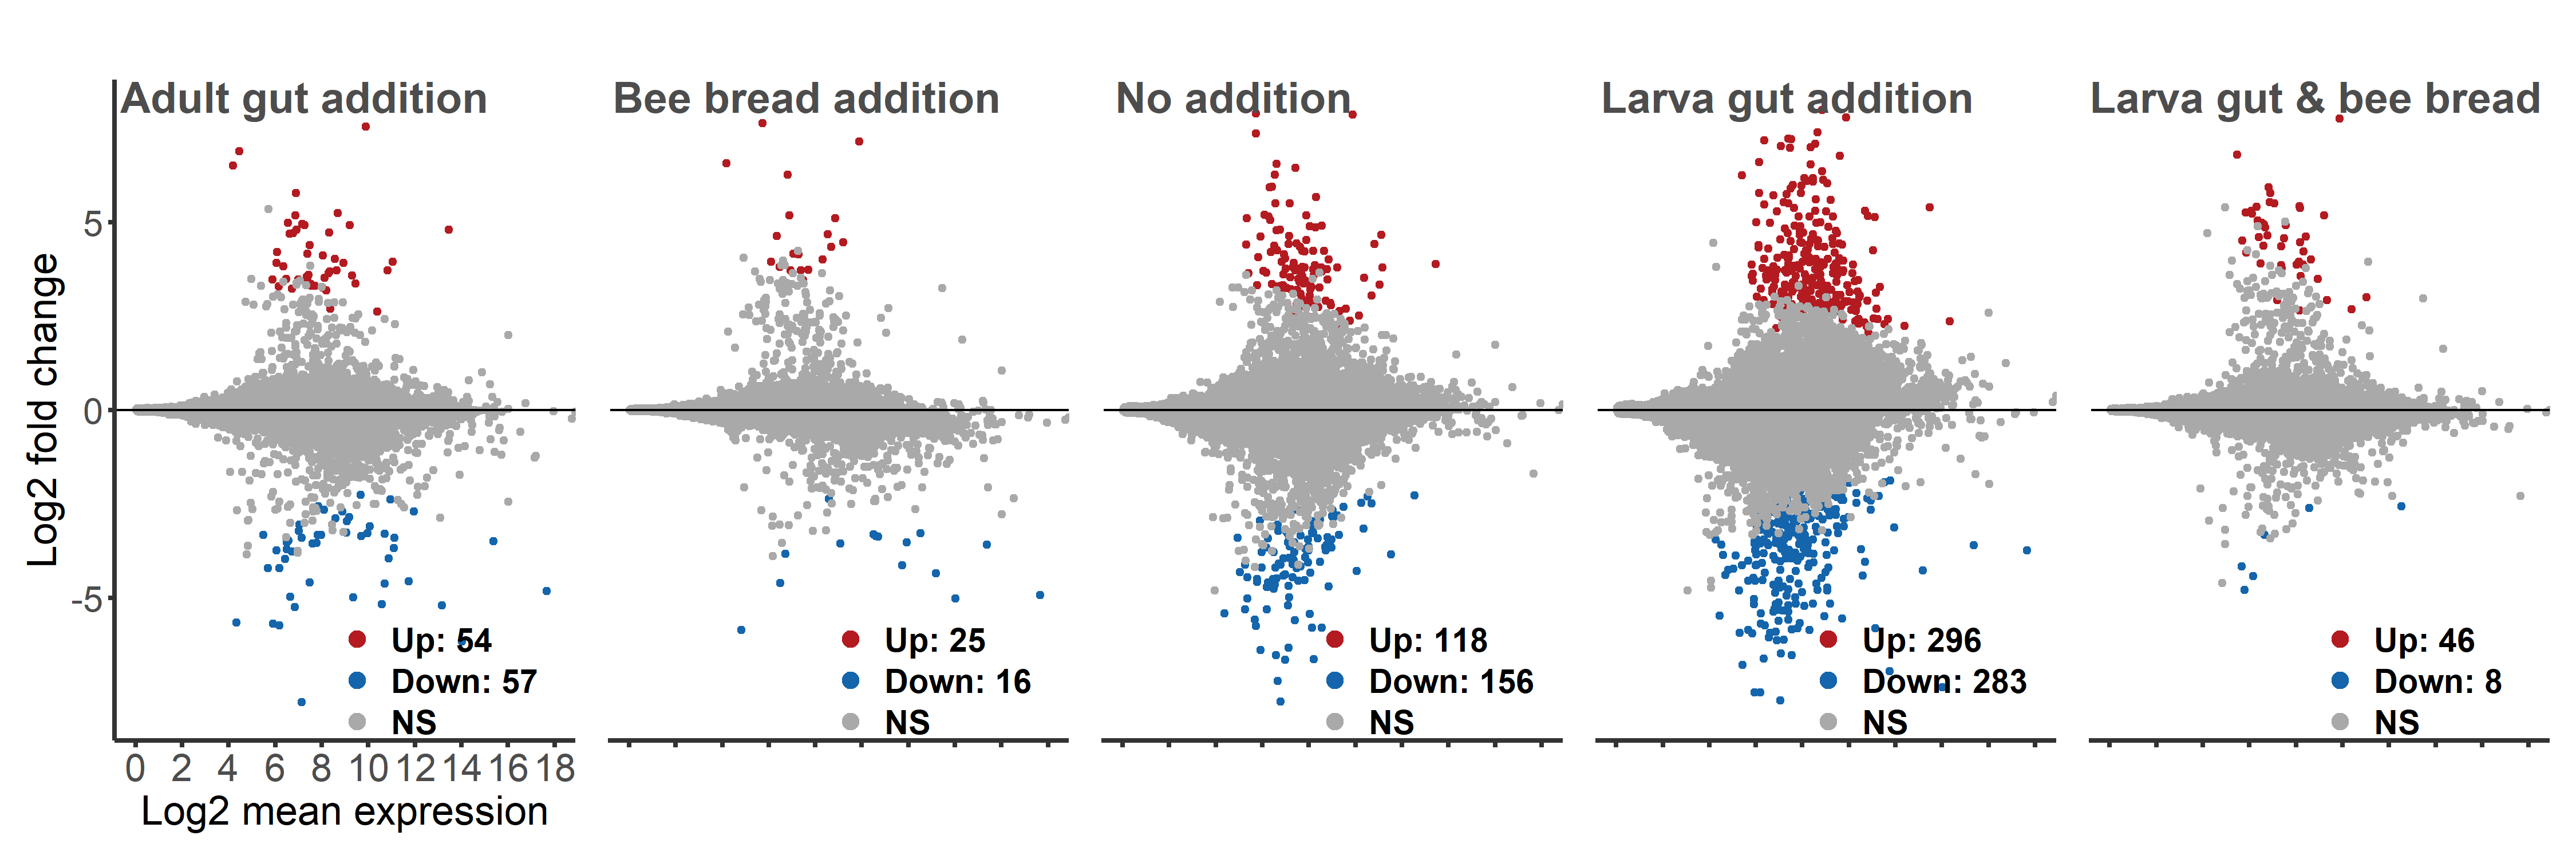 Adult gut addition
Bee bread addition
No addition
Larva gut addition
Larva gut & bee bread
Log2 fold change
5
0
-5
Up: 54
Down: 57
NS
Up: 25
Down: 16
NS
Up: 118
Down: 156
NS
Up: 296
Down: 283
NS
Up: 46
Down: 8
NS
0 2 4 6 8 10 12 14 16 18
Log2 mean expression